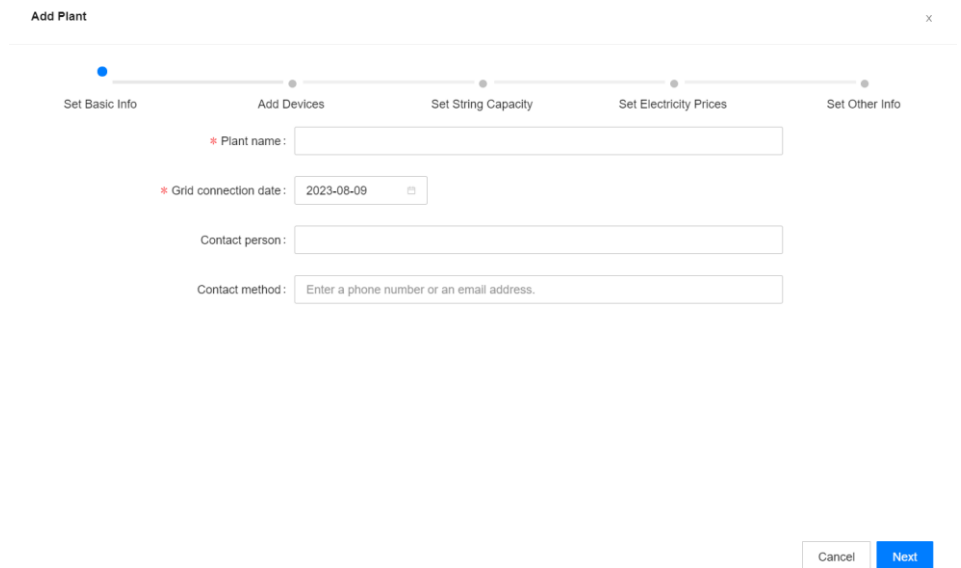 Add Plant x
Set Basic Info Add Devices Set String Capacity Set Electricity Prices Set Other Info
* Plant name:
* Grid connection date: 2023-08-09
Contact person:
Contact method: Enter a phone number or an email address.
Cancel Next